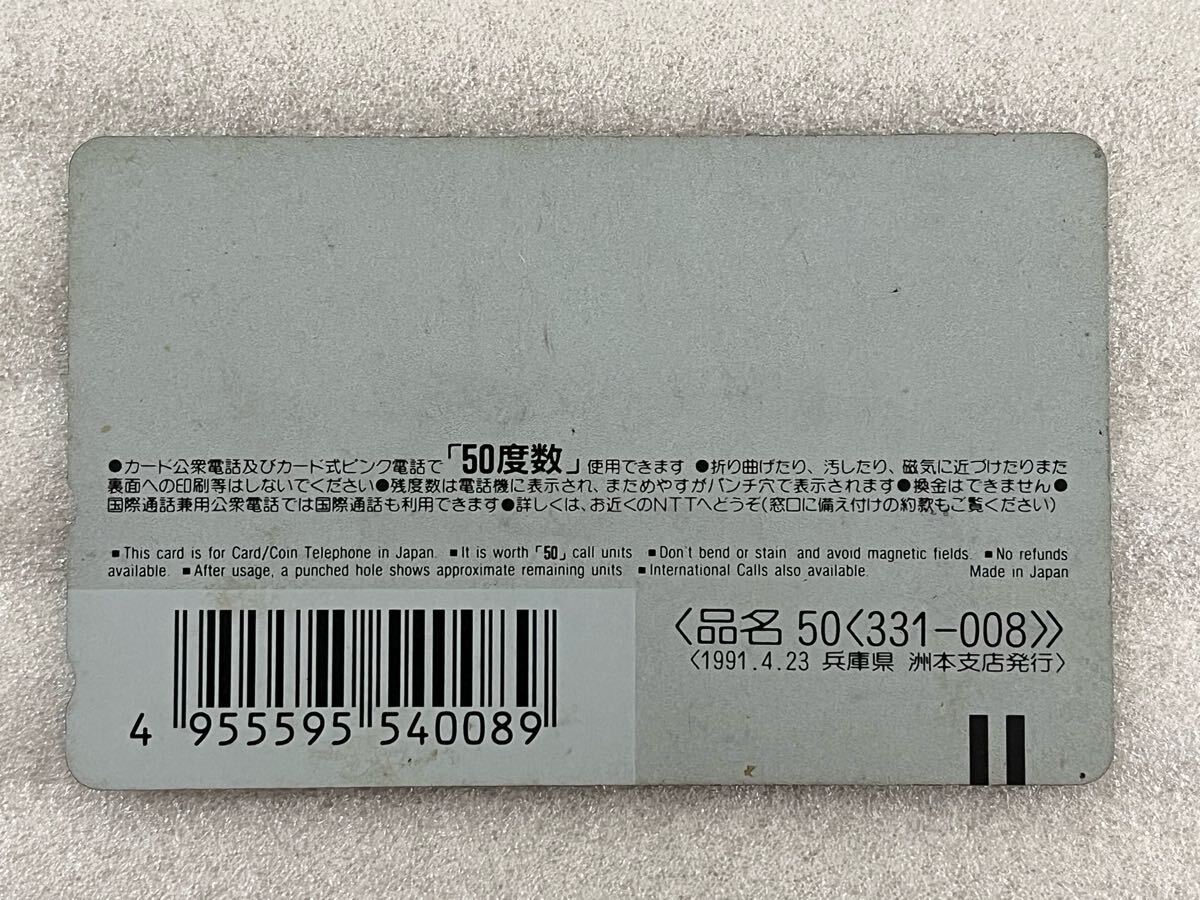 ●カード公衆電話及びカード式ピンク電話で「50度数」使用できます ●折り曲げたり、汚したり、磁気に近づけたりまた
裏面への印刷等はしないでください●残度数は電話機に表示され、まためやすがパンチ穴で表示されます●換金はできません●
国際通話兼用公衆電話では国際通話も利用できます●詳しくは、お近くのNTTへどうぞ(窓口に備え付けの約款もご覧ください)
■This card is for Card/Coin Telephone in Japan. ■It is worth「50」call units ■Don't bend or stain and avoid magnetic fields. ■No refunds
available. ■After usage, a punched hole shows approximate remaining units ■International Calls also available. Made in Japan
〈品名 50〈331-008〉〉
〈1991.4.23 兵庫県 洲本支店発行〉
4 955595 540089